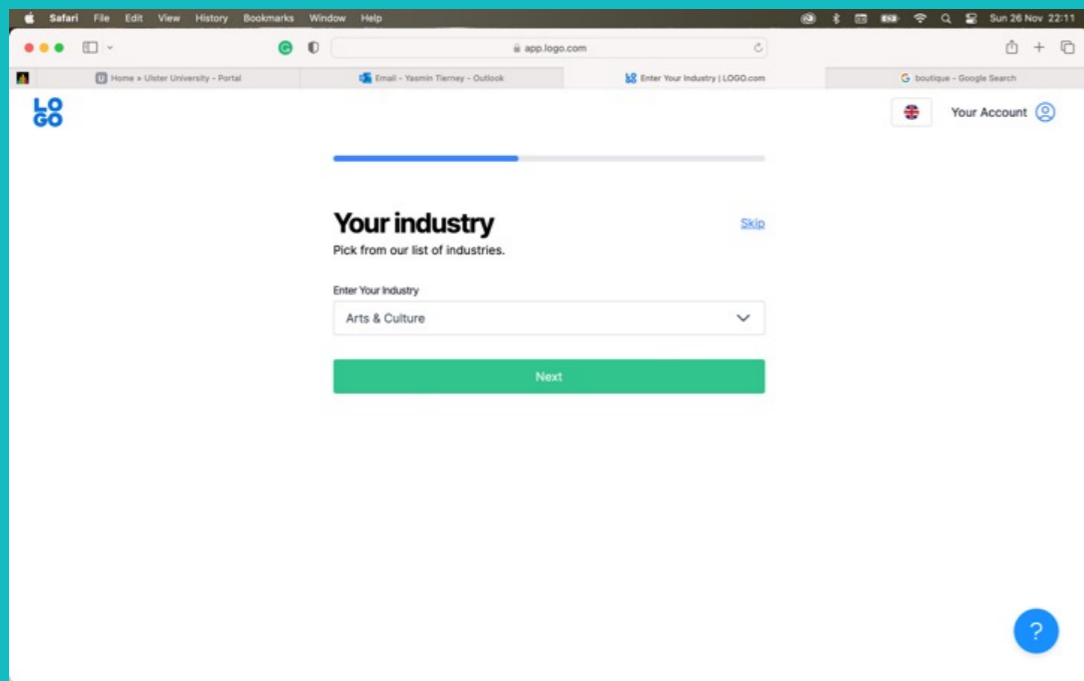 Safari File Edit View History Bookmarks Window Help
Sun 26 Nov 22:11
app.logo.com
Home » Ulster University - Portal
Email - Yasmin Tierney - Outlook
Enter Your Industry | LOGO.com
boutique - Google Search
LO
GO
Your Account
Your industry
Skip
Pick from our list of industries.
Enter Your Industry
Arts & Culture
Next
?